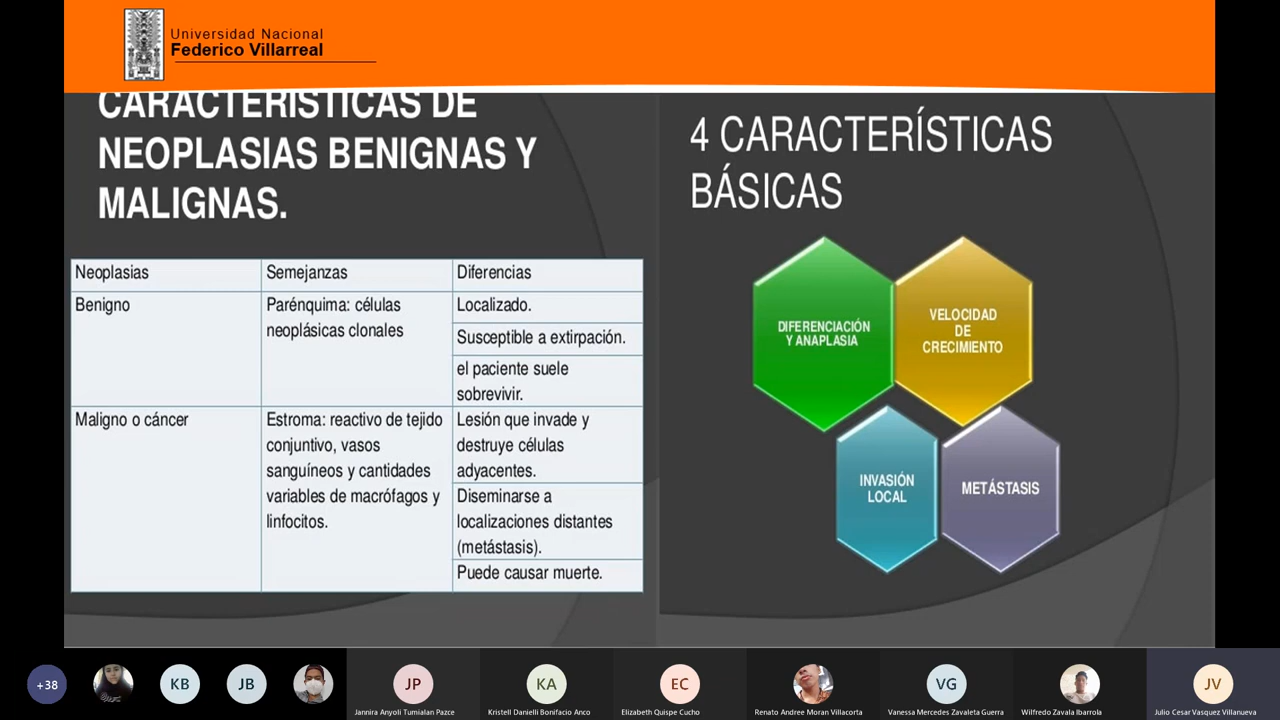 Universidad Nacional
Federico Villarreal
CARACTERÍSTICAS DE
NEOPLASIAS BENIGNAS Y
MALIGNAS.
Neoplasias
Semejanzas
Diferencias
Benigno
Parénquima: células
neoplásicas clonales
Localizado.
Susceptible a extirpación.
el paciente suele
sobrevivir.
Maligno o cáncer
Estroma: reactivo de tejido
conjuntivo, vasos
sanguíneos y cantidades
variables de macrófagos y
linfocitos.
Lesión que invade y
destruye células
adyacentes.
Diseminarse a
localizaciones distantes
(metástasis).
Puede causar muerte.
4 CARACTERÍSTICAS
BÁSICAS
DIFERENCIACIÓN
Y ANAPLASIA
VELOCIDAD
DE
CRECIMIENTO
INVASIÓN
LOCAL
METÁSTASIS
+38
KB
JB
JP
Jannira Anyoli Tumialan Pazce
KA
Kristell Danielli Bonifacio Anco
EC
Elizabeth Quispe Cucho
Renato Andree Moran Villacorta
VG
Vanessa Mercedes Zavaleta Guerra
Wilfredo Zavala Ibarrola
JV
Julio Cesar Vasquez Villanueva